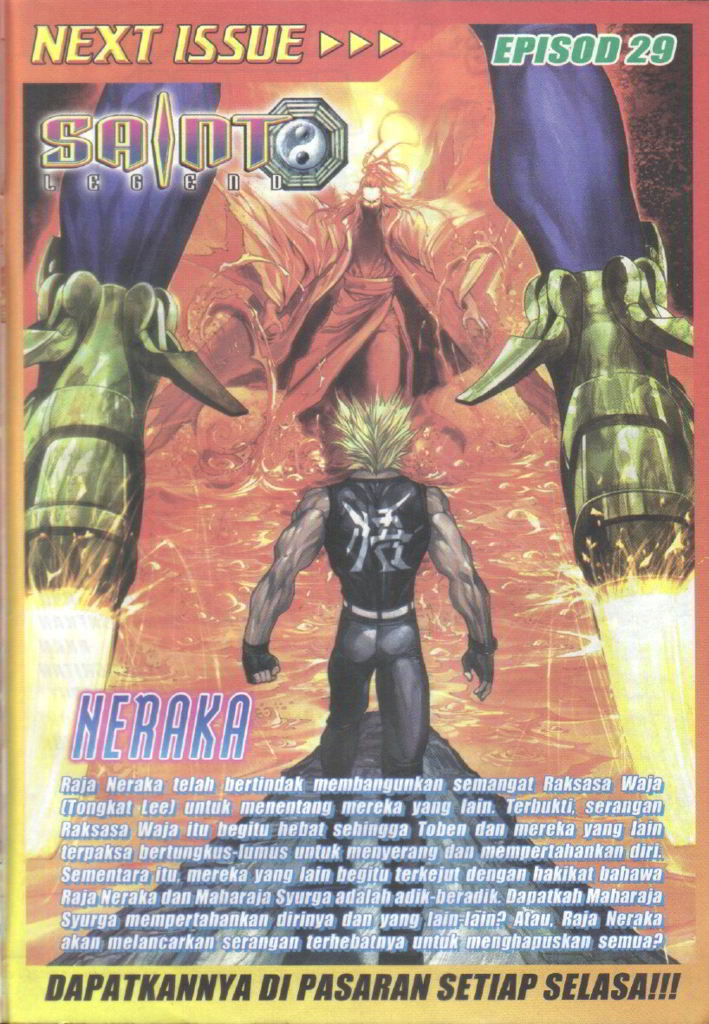 NEXT ISSUE
EPISOD 29
SAINT
LEGEND
悟
NERAKA
Raja Neraka telah bertindak membangunkan semangat Raksasa Waja
(Tongkat Lee) untuk menentang mereka yang lain. Terbukti, serangan
Raksasa Waja itu begitu hebat sehingga Toben dan mereka yang lain
terpaksa bertungkus-lumus untuk menyerang dan mempertahankan diri.
Sementara itu, mereka yang lain begitu terkejut dengan hakikat bahawa
Raja Neraka dan Maharaja Syurga adalah adik-beradik. Dapatkah Maharaja
Syurga mempertahankan dirinya dan yang lain-lain? Atau, Raja Neraka
akan melancarkan serangan terhebatnya untuk menghapuskan semua?
DAPATKANNYA DI PASARAN SETIAP SELASA!!!